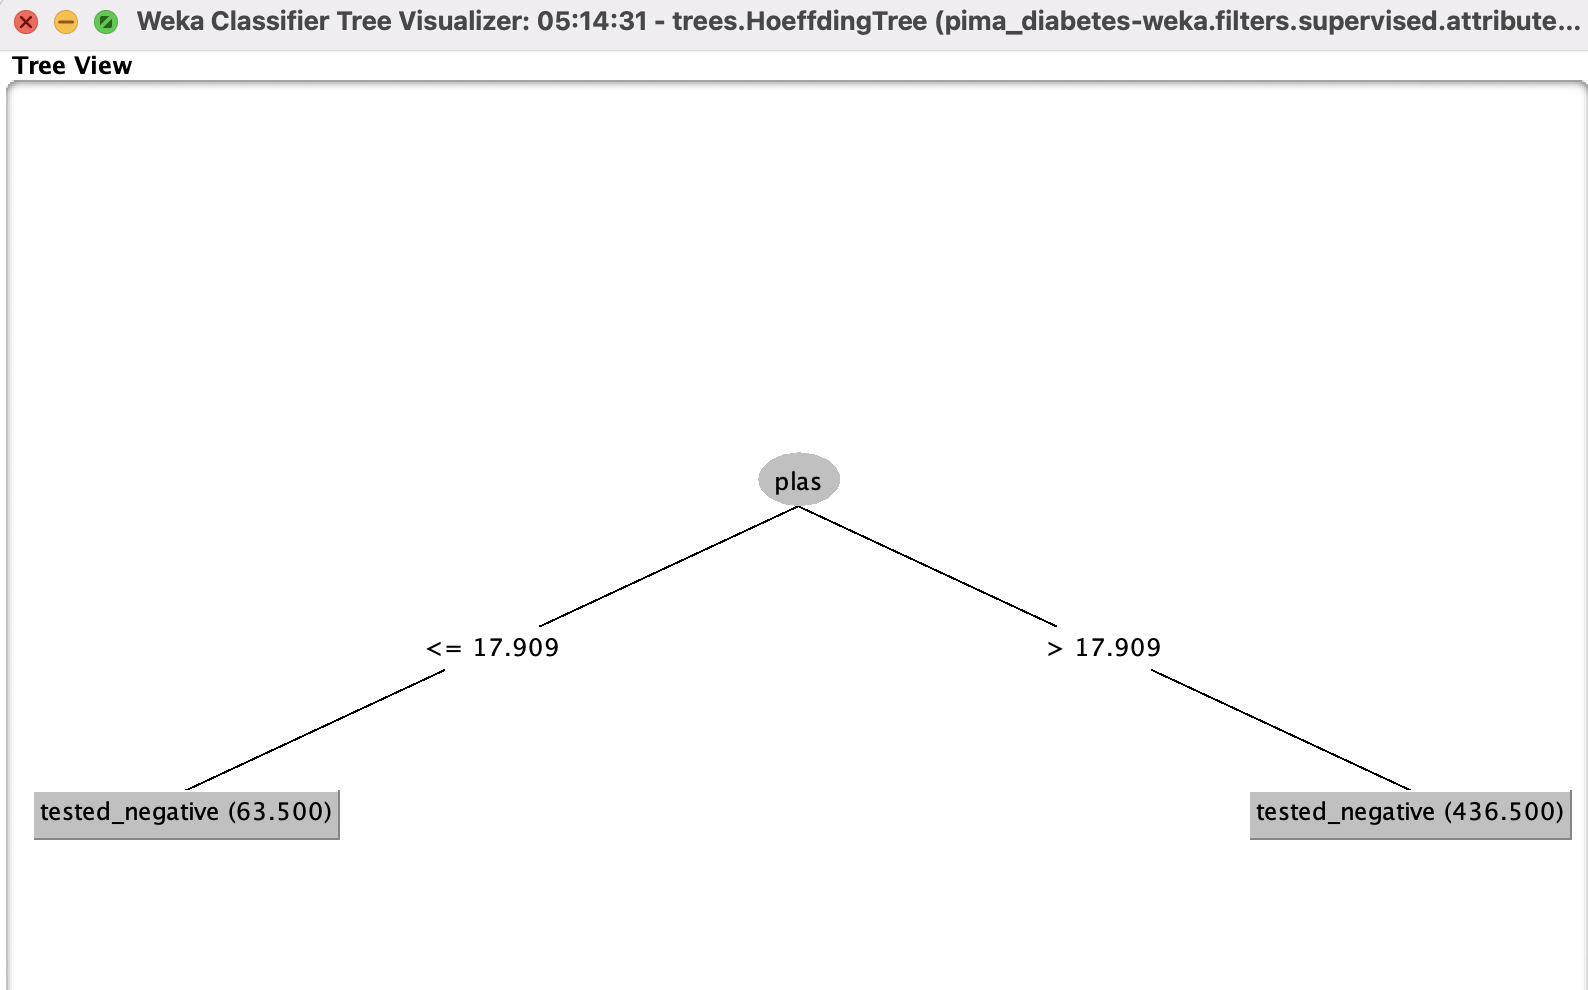 Weka Classifier Tree Visualizer: 05:14:31 - trees.HoeffdingTree (pima_diabetes-weka.filters.supervised.attribute...
Tree View
plas
<= 17.909
> 17.909
tested_negative (63.500)
tested_negative (436.500)